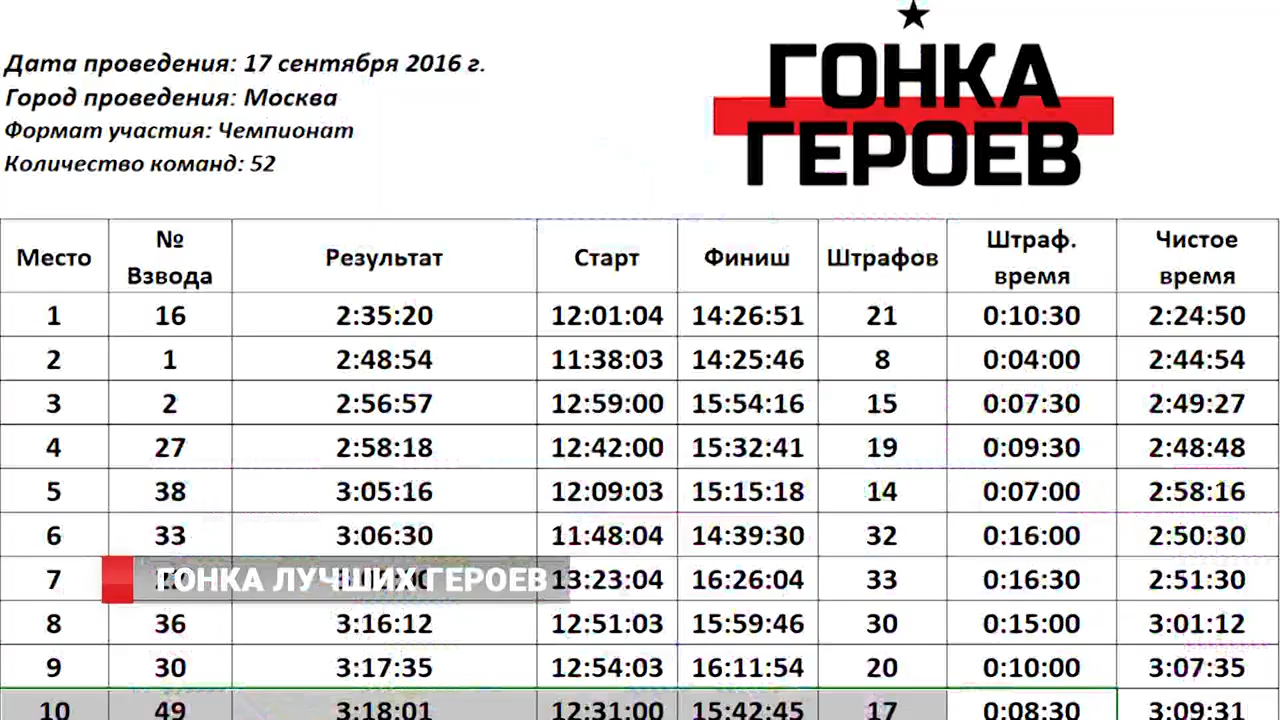 Дата проведения: 17 сентября 2016 г.
Город проведения: Москва
Формат участия: Чемпионат
Количество команд: 52
ГОНКА
ГЕРОЕВ
Место № Взвода Результат Старт Финиш Штрафов Штраф. время Чистое время
1 16 2:35:20 12:01:04 14:26:51 21 0:10:30 2:24:50
2 1 2:48:54 11:38:03 14:25:46 8 0:04:00 2:44:54
3 2 2:56:57 12:59:00 15:54:16 15 0:07:30 2:49:27
4 27 2:58:18 12:42:00 15:32:41 19 0:09:30 2:48:48
5 38 3:05:16 12:09:03 15:15:18 14 0:07:00 2:58:16
6 33 3:06:30 11:48:04 14:39:30 32 0:16:00 2:50:30
7 13:23:04 16:26:04 33 0:16:30 2:51:30
ГОНКА ЛУЧШИХ ГЕРОЕВ
8 36 3:16:12 12:51:03 15:59:46 30 0:15:00 3:01:12
9 30 3:17:35 12:54:03 16:11:54 20 0:10:00 3:07:35
10 49 3:18:01 12:31:00 15:42:45 17 0:08:30 3:09:31